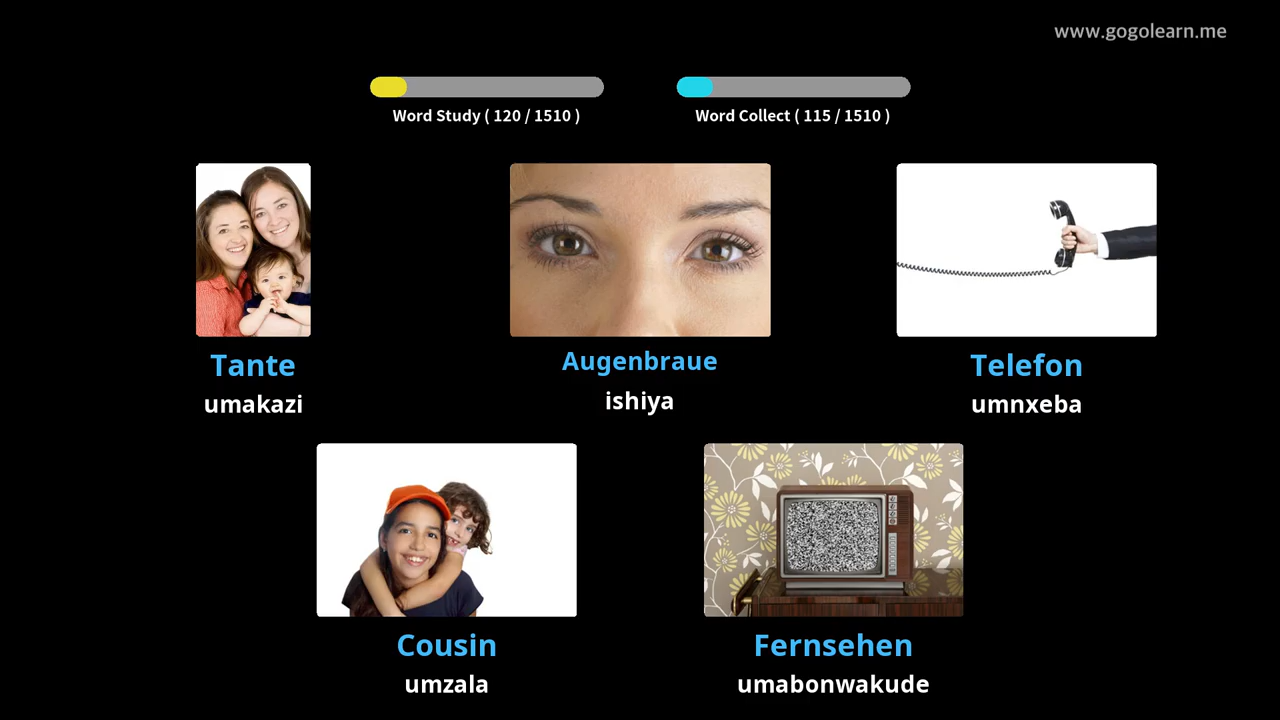 www.gogolearn.me
Word Study ( 120 / 1510 )
Word Collect ( 115 / 1510 )
Tante
umakazi
Augenbraue
ishiya
Telefon
umnxeba
Cousin
umzala
Fernsehen
umabonwakude